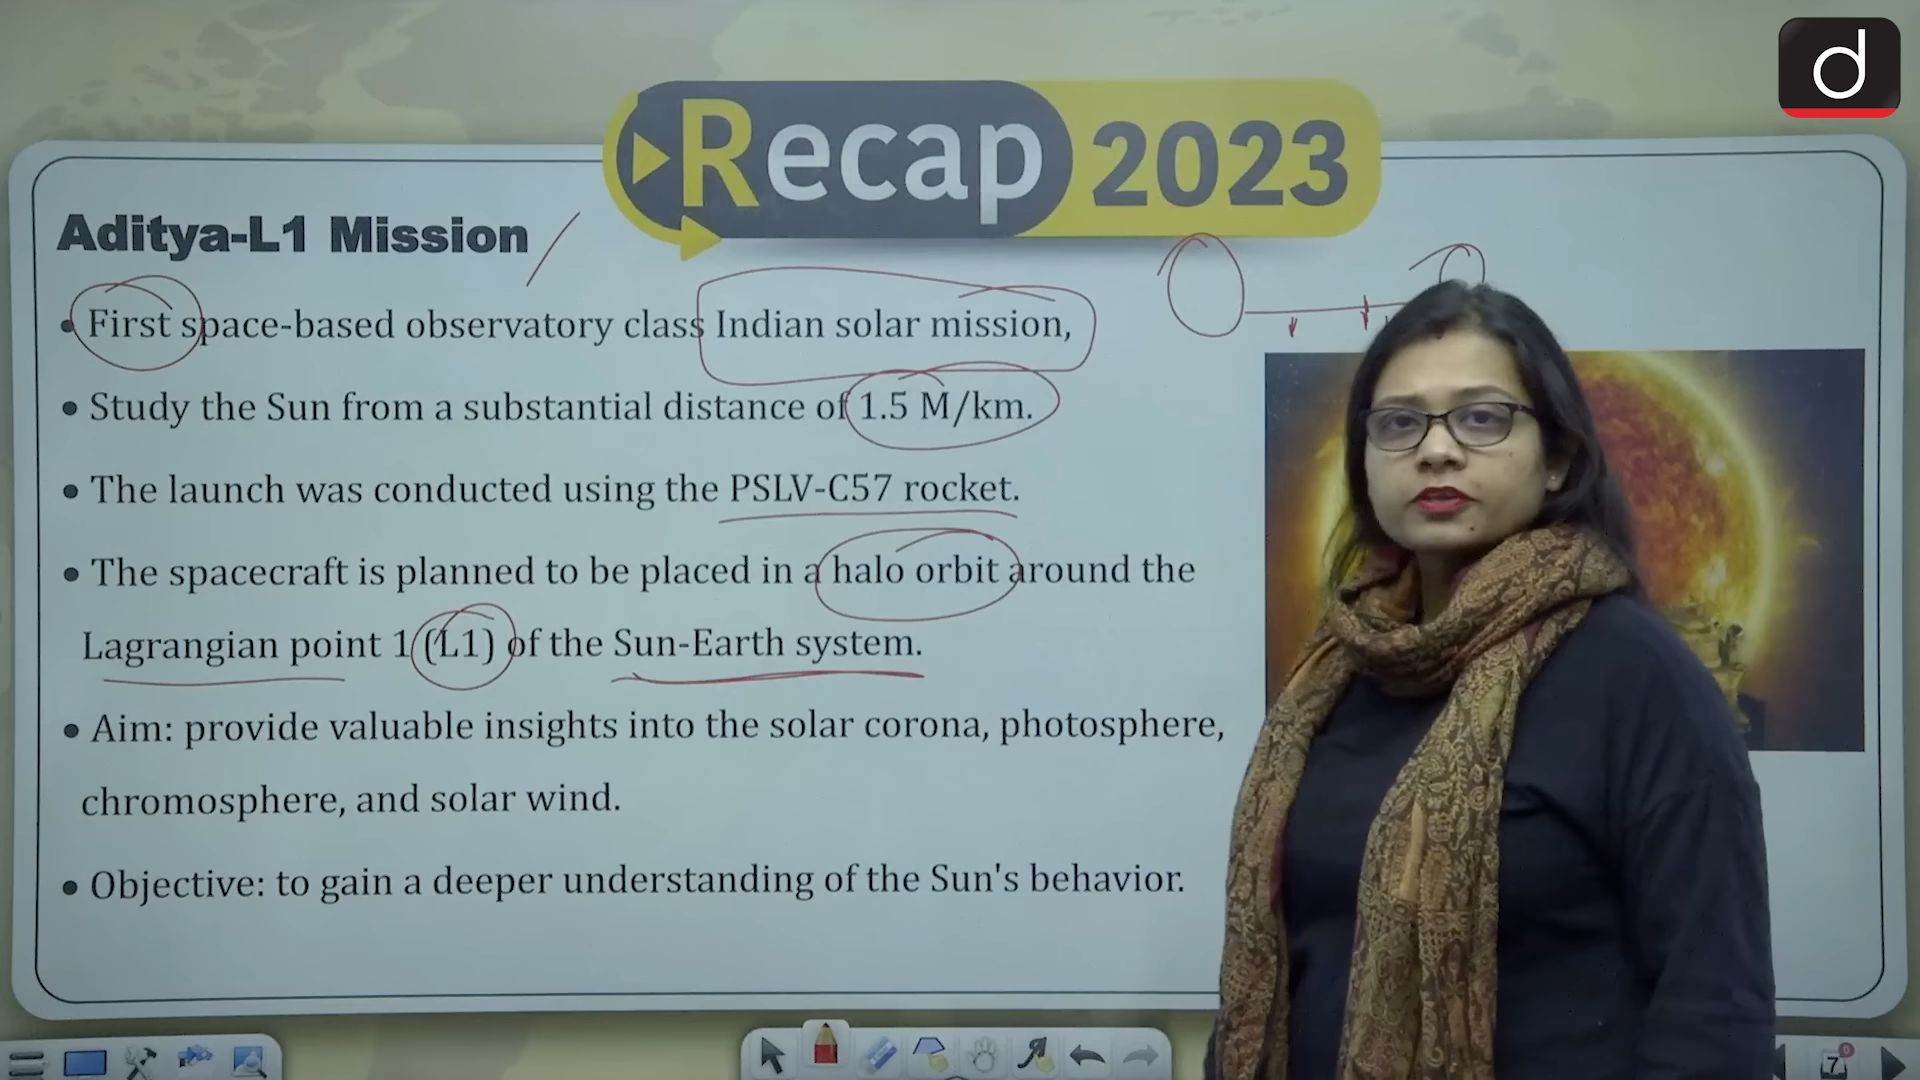 d
Recap 2023
Aditya-L1 Mission
• First space-based observatory class Indian solar mission,
• Study the Sun from a substantial distance of 1.5 M/km.
• The launch was conducted using the PSLV-C57 rocket.
• The spacecraft is planned to be placed in a halo orbit around the
Lagrangian point 1 (L1) of the Sun-Earth system.
• Aim: provide valuable insights into the solar corona, photosphere,
chromosphere, and solar wind.
• Objective: to gain a deeper understanding of the Sun's behavior.
7